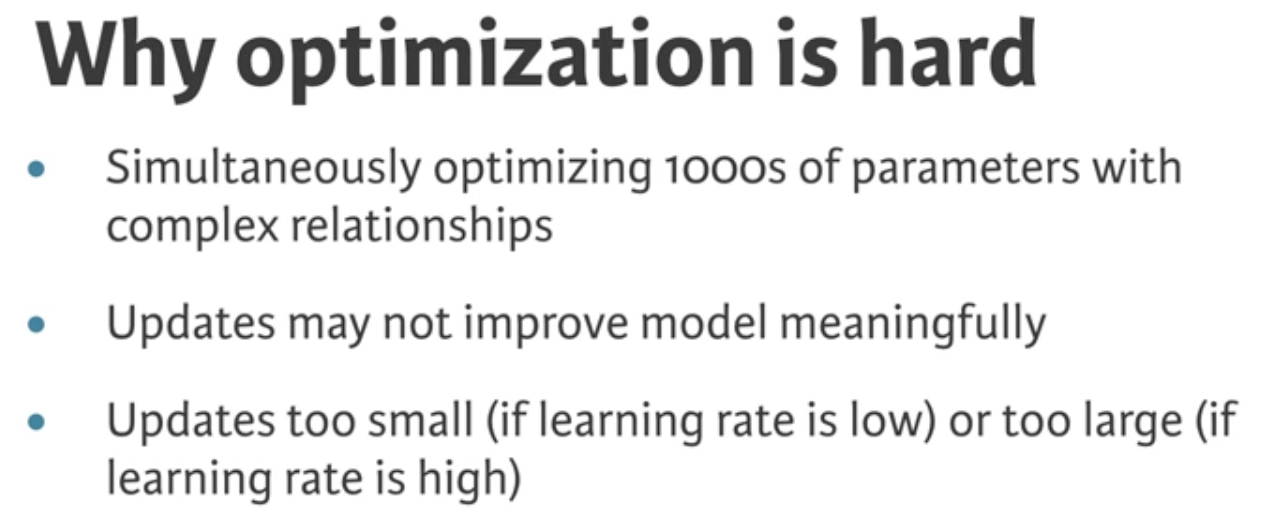 Why optimization is hard
• Simultaneously optimizing 1000s of parameters with
complex relationships
• Updates may not improve model meaningfully
• Updates too small (if learning rate is low) or too large (if
learning rate is high)